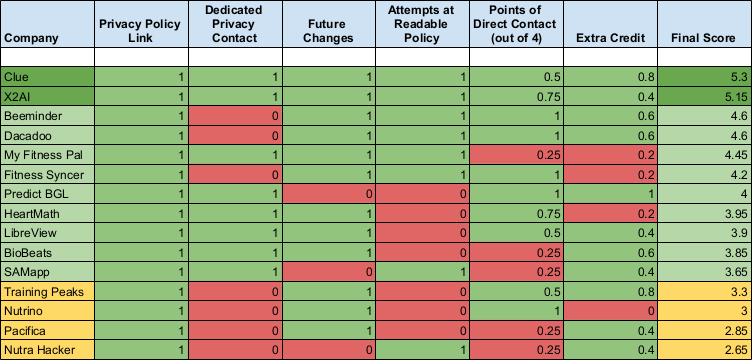 Company Privacy Policy Link Dedicated Privacy Contact Future Changes Attempts at Readable Policy Points of Direct Contact (out of 4) Extra Credit Final Score
Clue 1 1 1 1 0.5 0.8 5.3
X2AI 1 1 1 1 0.75 0.4 5.15
Beeminder 1 0 1 1 1 0.6 4.6
Dacadoo 1 0 1 1 1 0.6 4.6
My Fitness Pal 1 1 1 1 0.25 0.2 4.45
Fitness Syncer 1 0 1 1 1 0.2 4.2
Predict BGL 1 1 0 0 1 1 4
HeartMath 1 1 1 0 0.75 0.2 3.95
LibreView 1 1 1 0 0.5 0.4 3.9
BioBeats 1 1 1 0 0.25 0.6 3.85
SAMapp 1 1 0 1 0.25 0.4 3.65
Training Peaks 1 0 1 0 0.5 0.8 3.3
Nutrino 1 0 1 0 1 0 3
Pacifica 1 0 1 0 0.25 0.4 2.85
Nutra Hacker 1 0 0 1 0.25 0.4 2.65